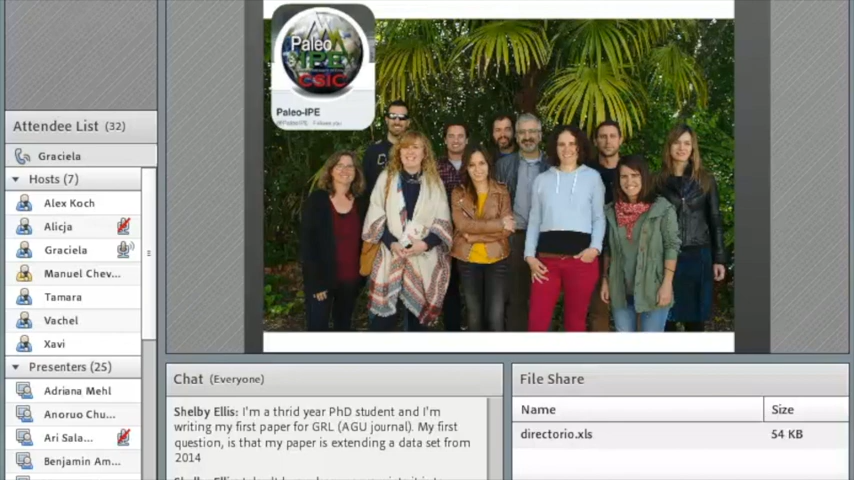 Paleo
IPE
CSIC
Paleo-IPE
Attendee List (32)
Graciela
Hosts (7)
Alex Koch
Alicja
Graciela
Manuel Chev...
Tamara
Vachel
Xavi
Presenters (25)
Adriana Mehl
Anoruo Chu...
Ari Sala...
Benjamin Am...
Chat (Everyone)
Shelby Ellis: I'm a thrid year PhD student and I'm
writing my first paper for GRL (AGU journal). My first
question, is that my paper is extending a data set from
2014
File Share
Name Size
directorio.xls 54 KB